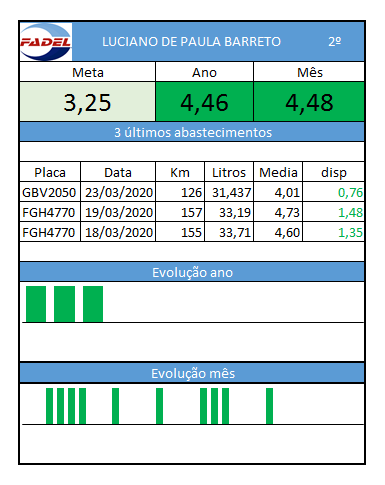 FADEL LUCIANO DE PAULA BARRETO 2º
Meta Ano Mês
3,25 4,46 4,48
3 últimos abastecimentos
Placa Data Km Litros Media disp
GBV2050 23/03/2020 126 31,437 4,01 0,76
FGH4770 19/03/2020 157 33,19 4,73 1,48
FGH4770 18/03/2020 155 33,71 4,60 1,35
Evolução ano
Evolução mês